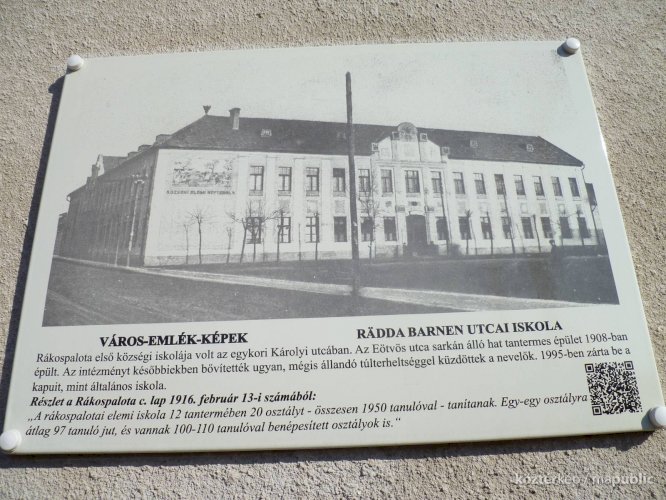 KÖZSÉGI ELEMI NÉPISKOLA
VÁROS-EMLÉK-KÉPEK
RÄDDA BARNEN UTCAI ISKOLA
Rákospalota első községi iskolája volt az egykori Károlyi utcában. Az Eötvös utca sarkán álló hat tantermes épület 1908-ban
épült. Az intézményt későbbiekben bővítették ugyan, mégis állandó túlterheltséggel küzdöttek a nevelők. 1995-ben zárta be a
kapuit, mint általános iskola.
Részlet a Rákospalota c. lap 1916. február 13-i számából:
„A rákospalotai elemi iskola 12 tantermében 20 osztályt - összesen 1950 tanulóval - tanítanak. Egy-egy osztályra
átlag 97 tanuló jut, és vannak 100-110 tanulóval benépesített osztályok is.“
közterkep / mapublic